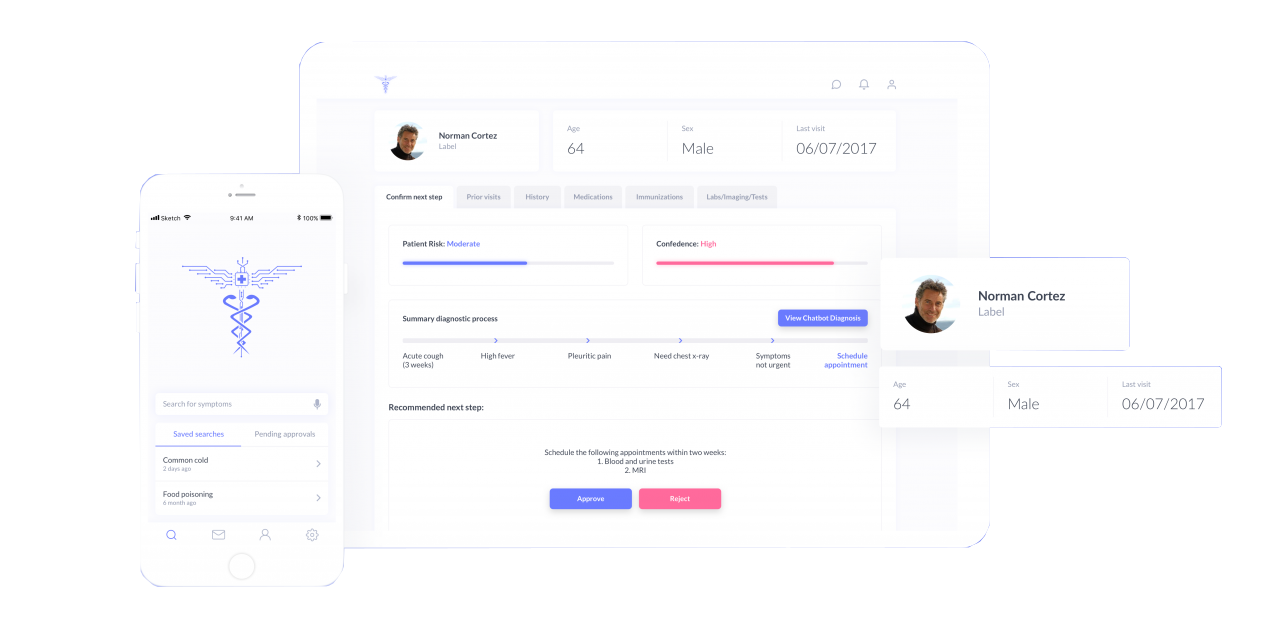 Norman Cortez
Label
Age
64
Sex
Male
Last visit
06/07/2017
Confirm next step
Prior visits
History
Medications
Immunizations
Labs/Imaging/Tests
Patient Risk: Moderate
Confedence: High
Summary diagnostic process
View Chatbot Diagnosis
Acute cough
(3 weeks)
High fever
Pleuritic pain
Need chest x-ray
Symptoms
not urgent
Schedule
appointment
Recommended next step:
Schedule the following appointments within two weeks:
1. Blood and urine tests
2. MRI
Approve
Reject
Sketch
9:41 AM
100%
Search for symptoms
Saved searches
Pending approvals
Common cold
2 days ago
Food poisoning
6 month ago
Norman Cortez
Label
Age
64
Sex
Male
Last visit
06/07/2017